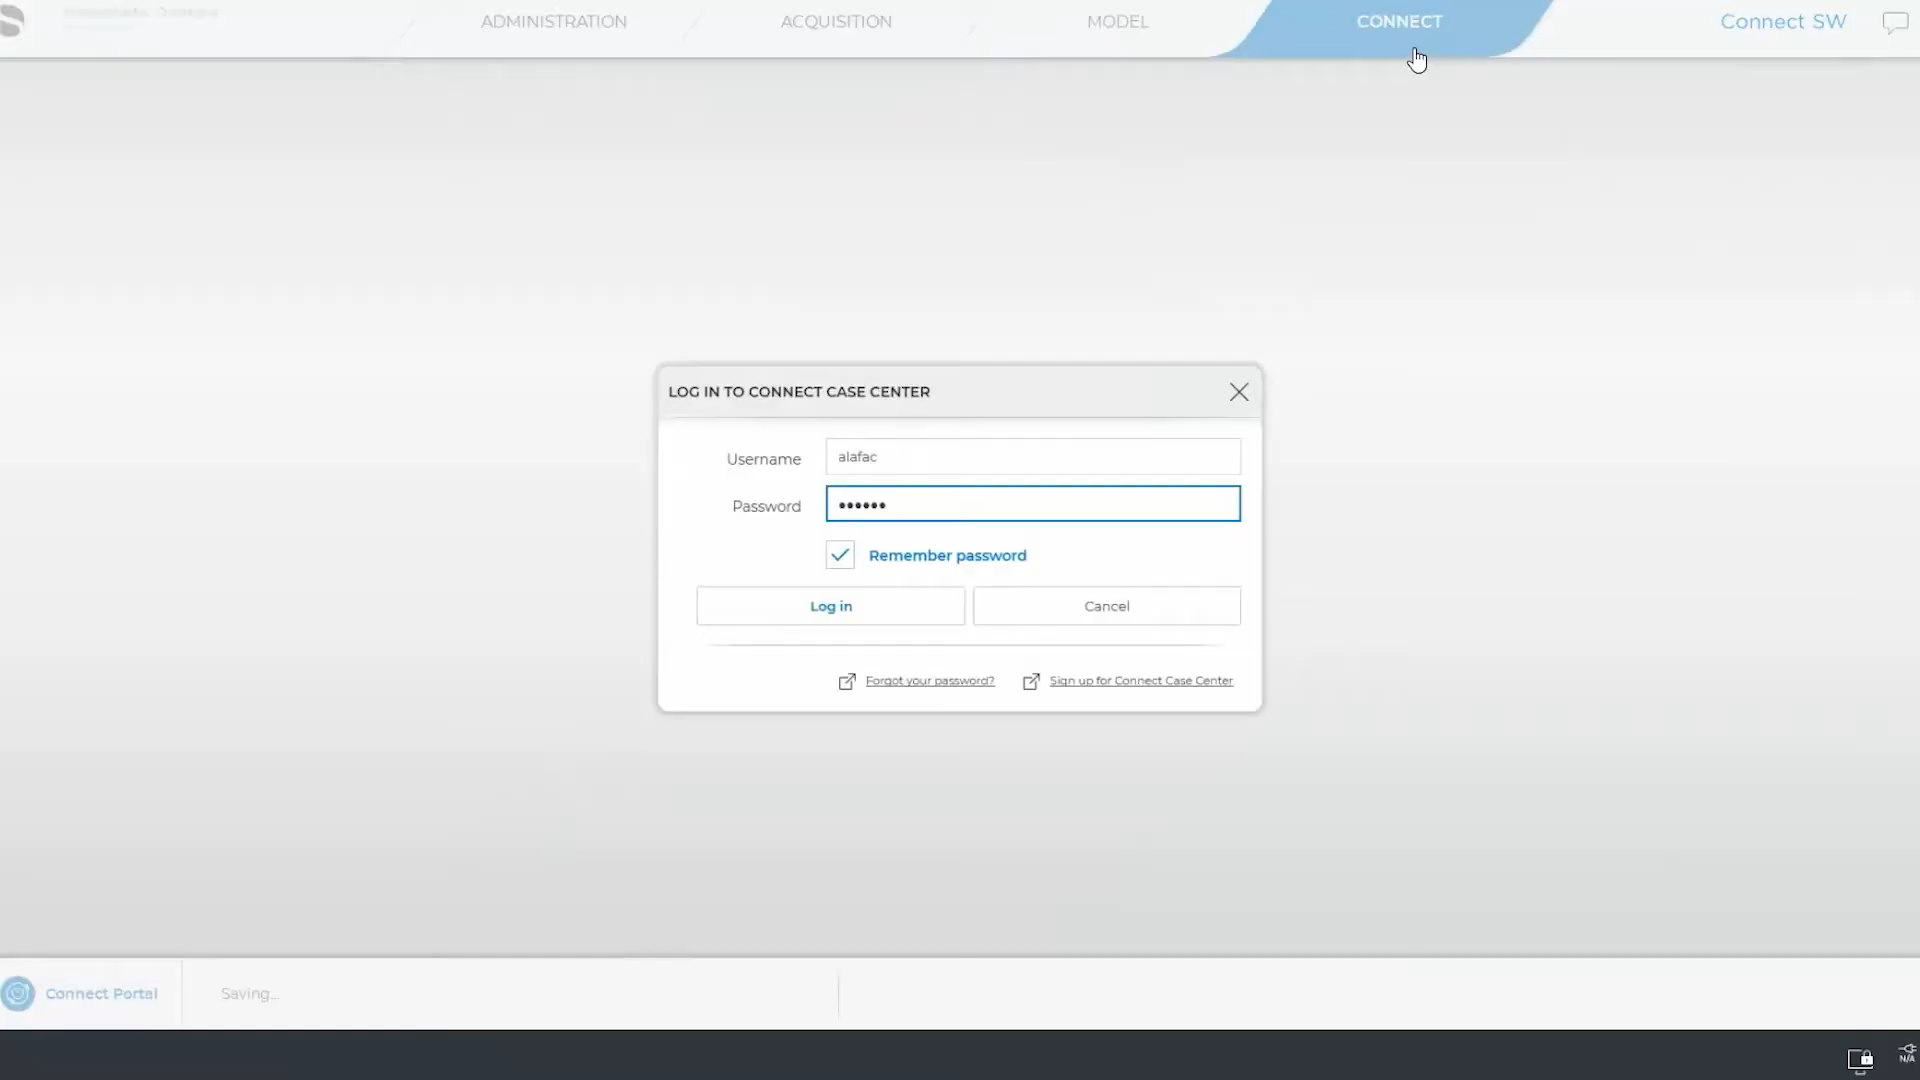 ADMINISTRATION
ACQUISITION
MODEL
CONNECT
Connect SW
LOG IN TO CONNECT CASE CENTER
Username
alafac
Password
••••••
Remember password
Log in
Cancel
Forgot your password?
Sign up for Connect Case Center
Connect Portal
Saving...
N/A